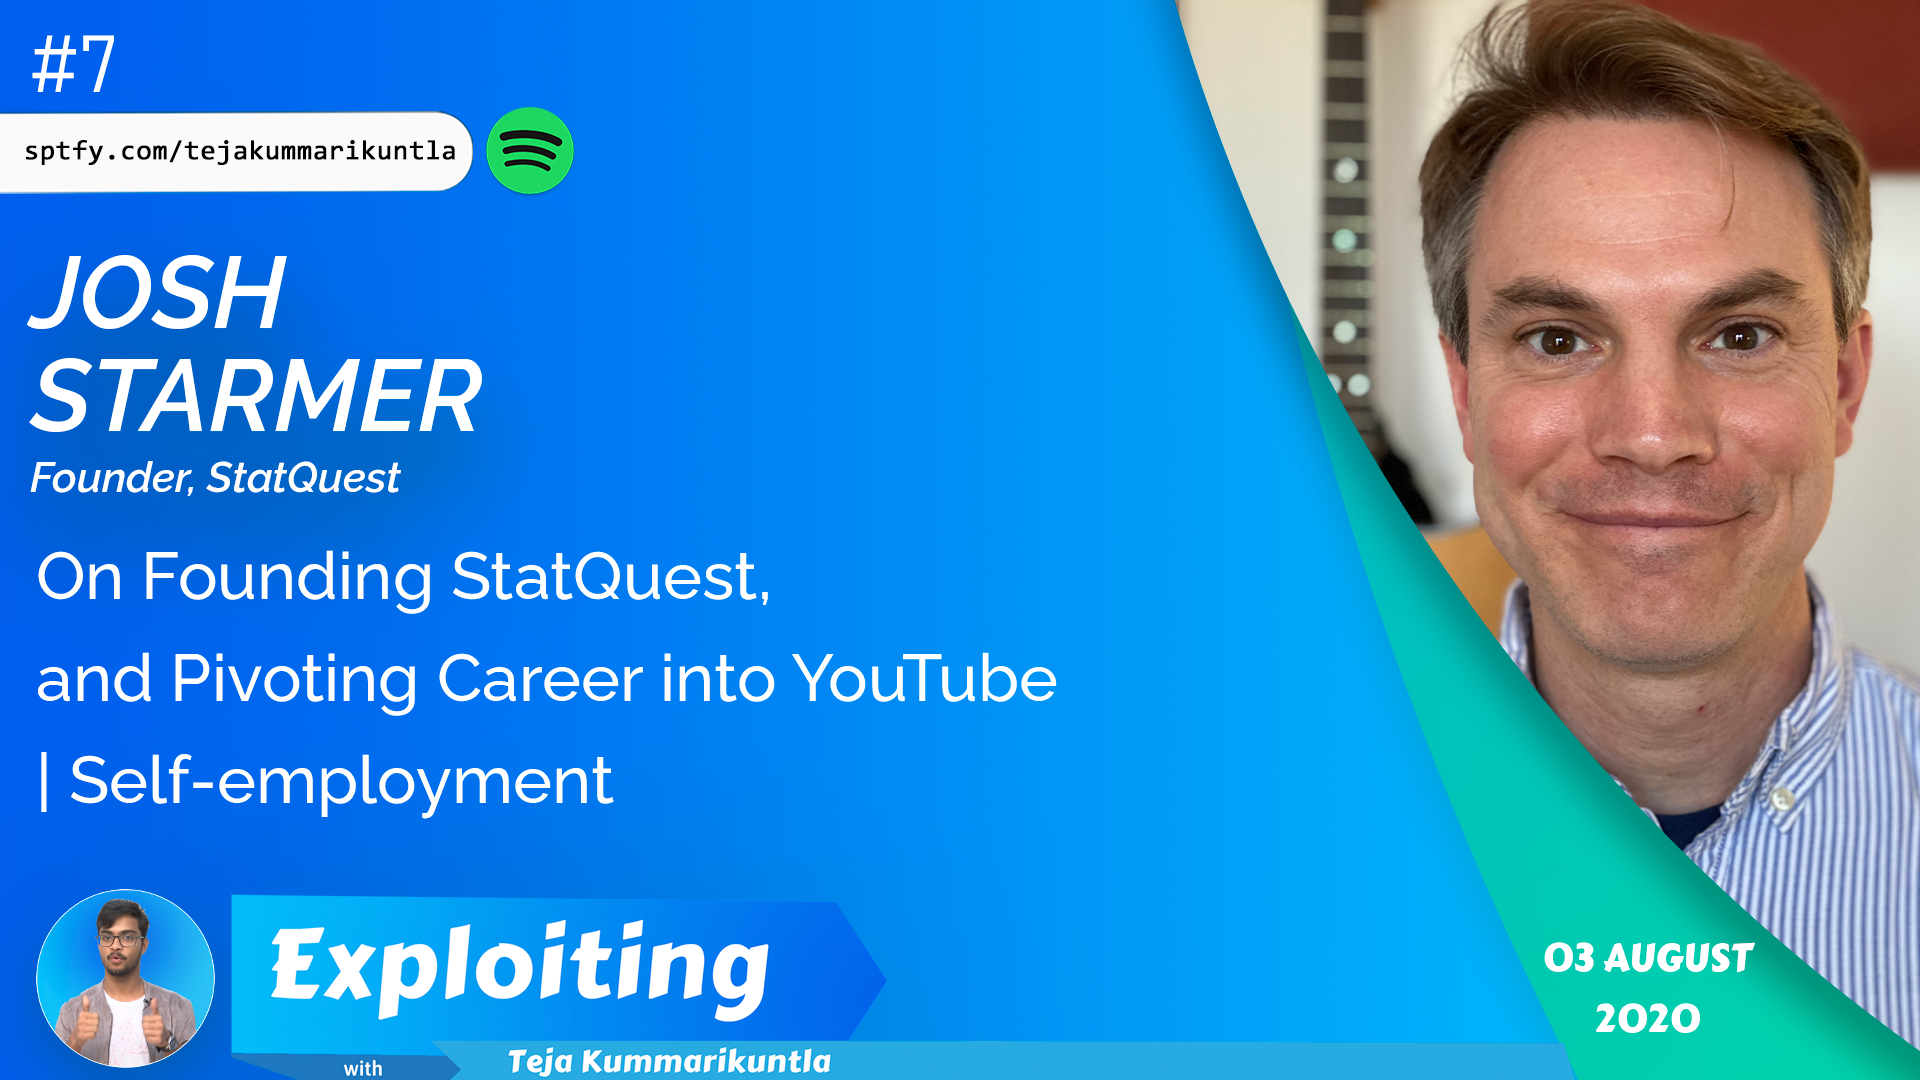 #7
sptfy.com/tejakummarikuntla
JOSH
STARMER
Founder, StatQuest
On Founding StatQuest,
and Pivoting Career into YouTube
| Self-employment
Exploiting
with Teja Kummarikuntla
03 AUGUST
2020